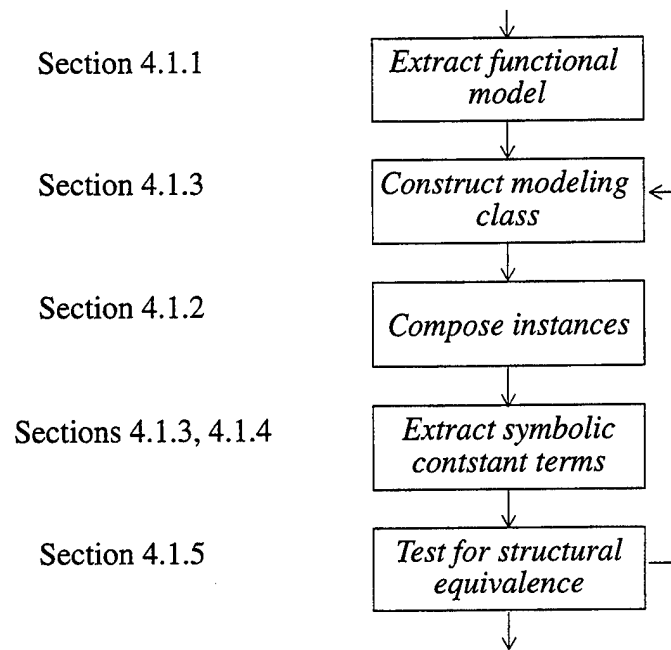 Section 4.1.1
Extract functional
model
Section 4.1.3
Construct modeling
class
Section 4.1.2
Compose instances
Sections 4.1.3, 4.1.4
Extract symbolic
contstant terms
Section 4.1.5
Test for structural
equivalence